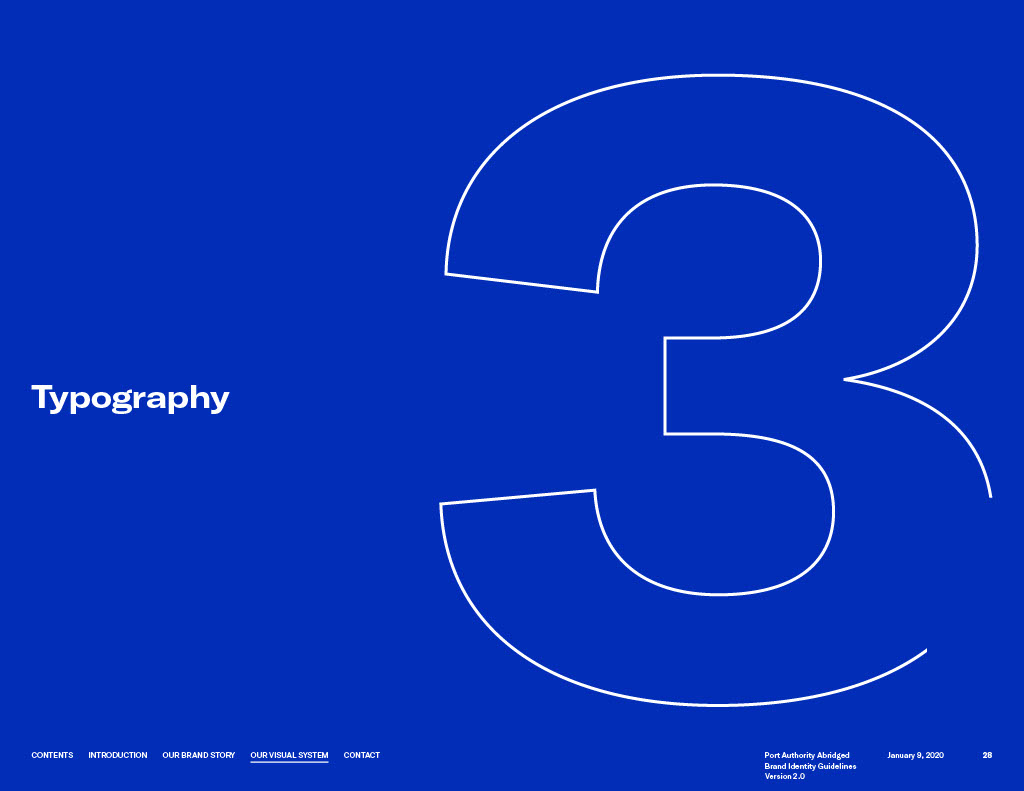 3
Typography
CONTENTS INTRODUCTION OUR BRAND STORY OUR VISUAL SYSTEM CONTACT
Port Authority Abridged
Brand Identity Guidelines
Version 2.0
January 9, 2020
28